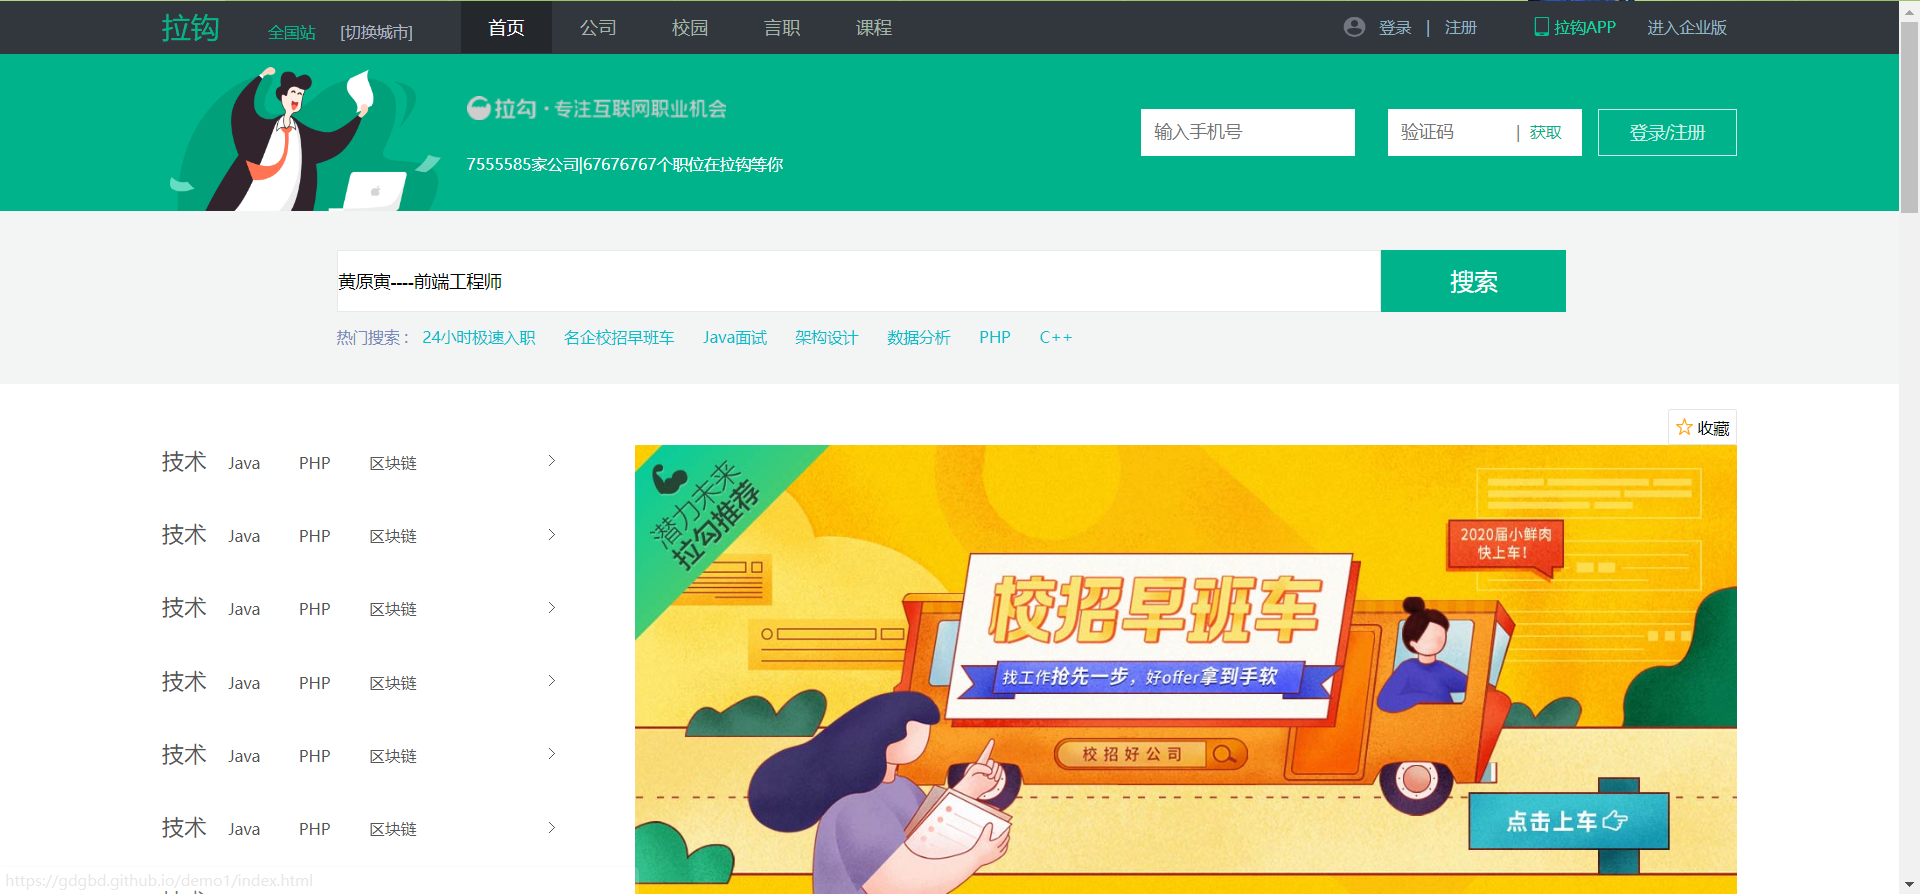 拉钩 全国站 [切换城市] 首页 公司 校园 言职 课程 登录 | 注册 拉钩APP 进入企业版
拉勾·专注互联网职业机会
7555585家公司|67676767个职位在拉钩等你
输入手机号 验证码 | 获取 登录/注册
黄原寅----前端工程师 搜索
热门搜索： 24小时极速入职 名企校招早班车 Java面试 架构设计 数据分析 PHP C++
收藏
技术 Java PHP 区块链
技术 Java PHP 区块链
技术 Java PHP 区块链
技术 Java PHP 区块链
技术 Java PHP 区块链
技术 Java PHP 区块链
潜力未来
拉勾推荐
2020届小鲜肉
快上车！
校招早班车
找工作抢先一步，好offer拿到手软
校招好公司
点击上车
https://gdgbd.github.io/demo1/index.html